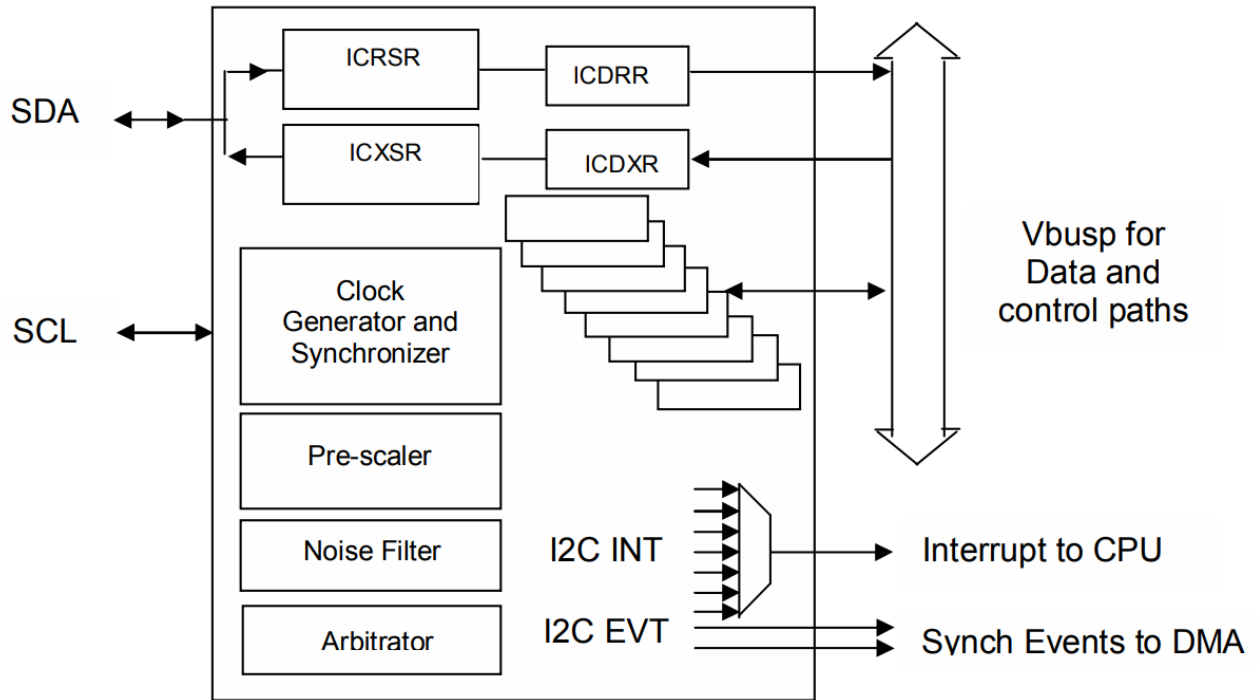 ICRSR
ICDRR
SDA
ICXSR
ICDXR
Clock
Generator and
Synchronizer
SCL
Vbusp for
Data and
control paths
Pre-scaler
Noise Filter
I2C INT
Interrupt to CPU
Arbitrator
I2C EVT
Synch Events to DMA